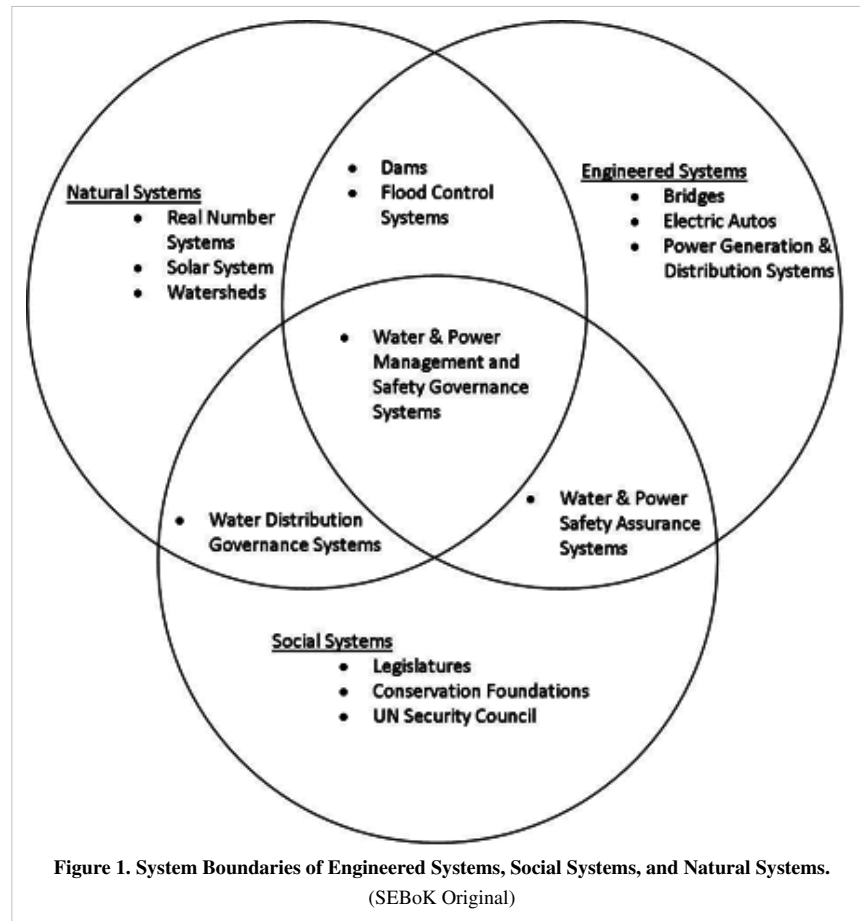 Natural Systems
• Real Number
Systems
• Solar System
• Watersheds
• Dams
• Flood Control
Systems
Engineered Systems
• Bridges
• Electric Autos
• Power Generation &
Distribution Systems
• Water & Power
Management and
Safety Governance
Systems
• Water Distribution
Governance Systems
• Water & Power
Safety Assurance
Systems
Social Systems
• Legislatures
• Conservation Foundations
• UN Security Council
Figure 1. System Boundaries of Engineered Systems, Social Systems, and Natural Systems.
(SEBoK Original)